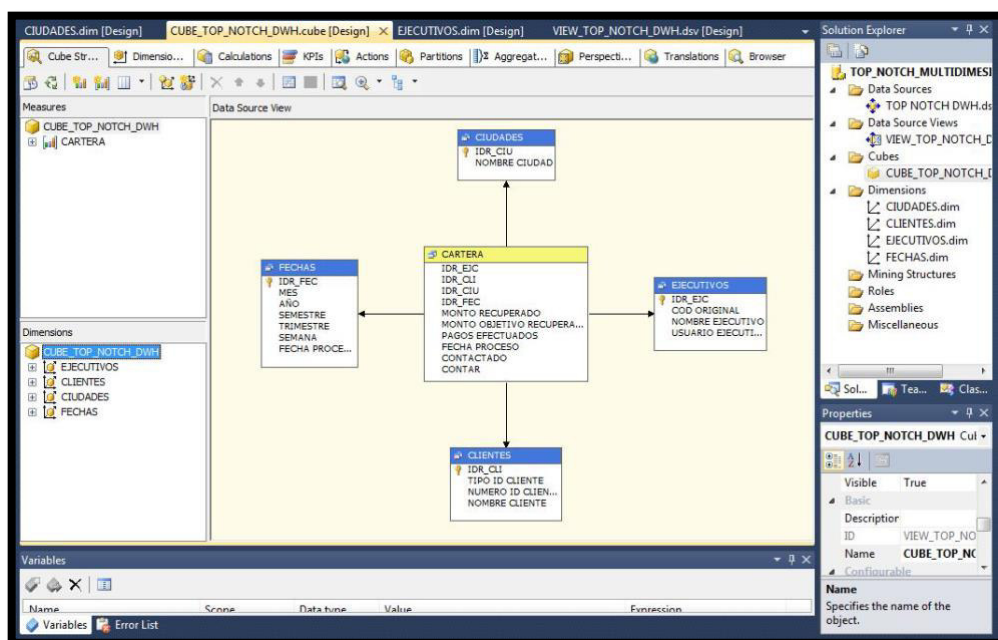 CIUDADES.dim [Design]
CUBE_TOP_NOTCH_DWH.cube [Design]
EJECUTIVOS.dim [Design]
VIEW_TOP_NOTCH_DWH.dsv [Design]
Cube Str...
Dimensio...
Calculations
KPIs
Actions
Partitions
Aggregat...
Perspecti...
Translations
Browser
Measures
CUBE_TOP_NOTCH_DWH
CARTERA
Dimensions
CUBE_TOP_NOTCH_DWH
EJECUTIVOS
CLIENTES
CIUDADES
FECHAS
Data Source View
CIUDADES
IDR_CIU
NOMBRE CIUDAD
FECHAS
IDR_FEC
MES
AÑO
SEMESTRE
TRIMESTRE
SEMANA
FECHA PROCE...
CARTERA
IDR_EJC
IDR_CLI
IDR_CIU
IDR_FEC
MONTO RECUPERADO
MONTO OBJETIVO RECUPERA...
PAGOS EFECTUADOS
FECHA PROCESO
CONTACTADO
CONTAR
EJECUTIVOS
IDR_EJC
COD ORIGINAL
NOMBRE EJECUTIVO
USUARIO EJECUTI...
CLIENTES
IDR_CLI
TIPO ID CLIENTE
NUMERO ID CLIEN...
NOMBRE CLIENTE
Solution Explorer
TOP_NOTCH_MULTIDIMESI
Data Sources
TOP NOTCH DWH.ds
Data Source Views
VIEW_TOP_NOTCH_D
Cubes
CUBE_TOP_NOTCH_D
Dimensions
CIUDADES.dim
CLIENTES.dim
EJECUTIVOS.dim
FECHAS.dim
Mining Structures
Roles
Assemblies
Miscellaneous
Sol...
Tea...
Clas...
Properties
CUBE_TOP_NOTCH_DWH Cul
Visible True
Basic
Descriptior
ID VIEW_TOP_NO
Name CUBE_TOP_NC
Configurable
Name
Specifies the name of the
object.
Variables
Name Scope Data type Value Expression
Variables
Error List